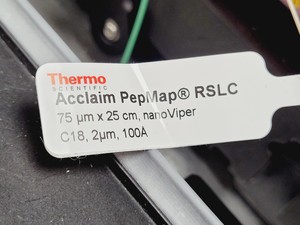 Thermo
SCIENTIFIC
Acclaim PepMap® RSLC
75 µm x 25 cm, nanoViper
C18, 2µm, 100A